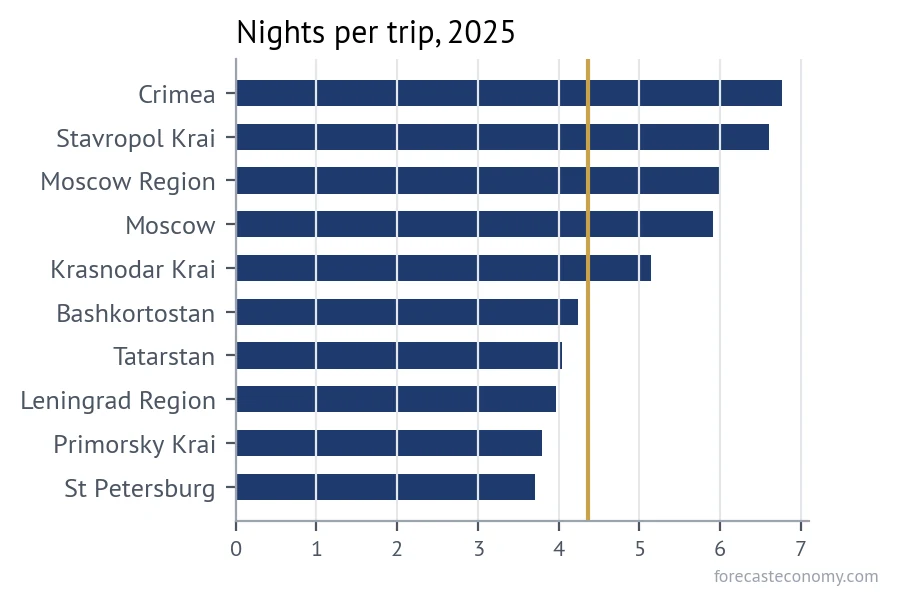 Nights per trip, 2025
Crimea
Stavropol Krai
Moscow Region
Moscow
Krasnodar Krai
Bashkortostan
Tatarstan
Leningrad Region
Primorsky Krai
St Petersburg
0 1 2 3 4 5 6 7
forecasteconomy.com